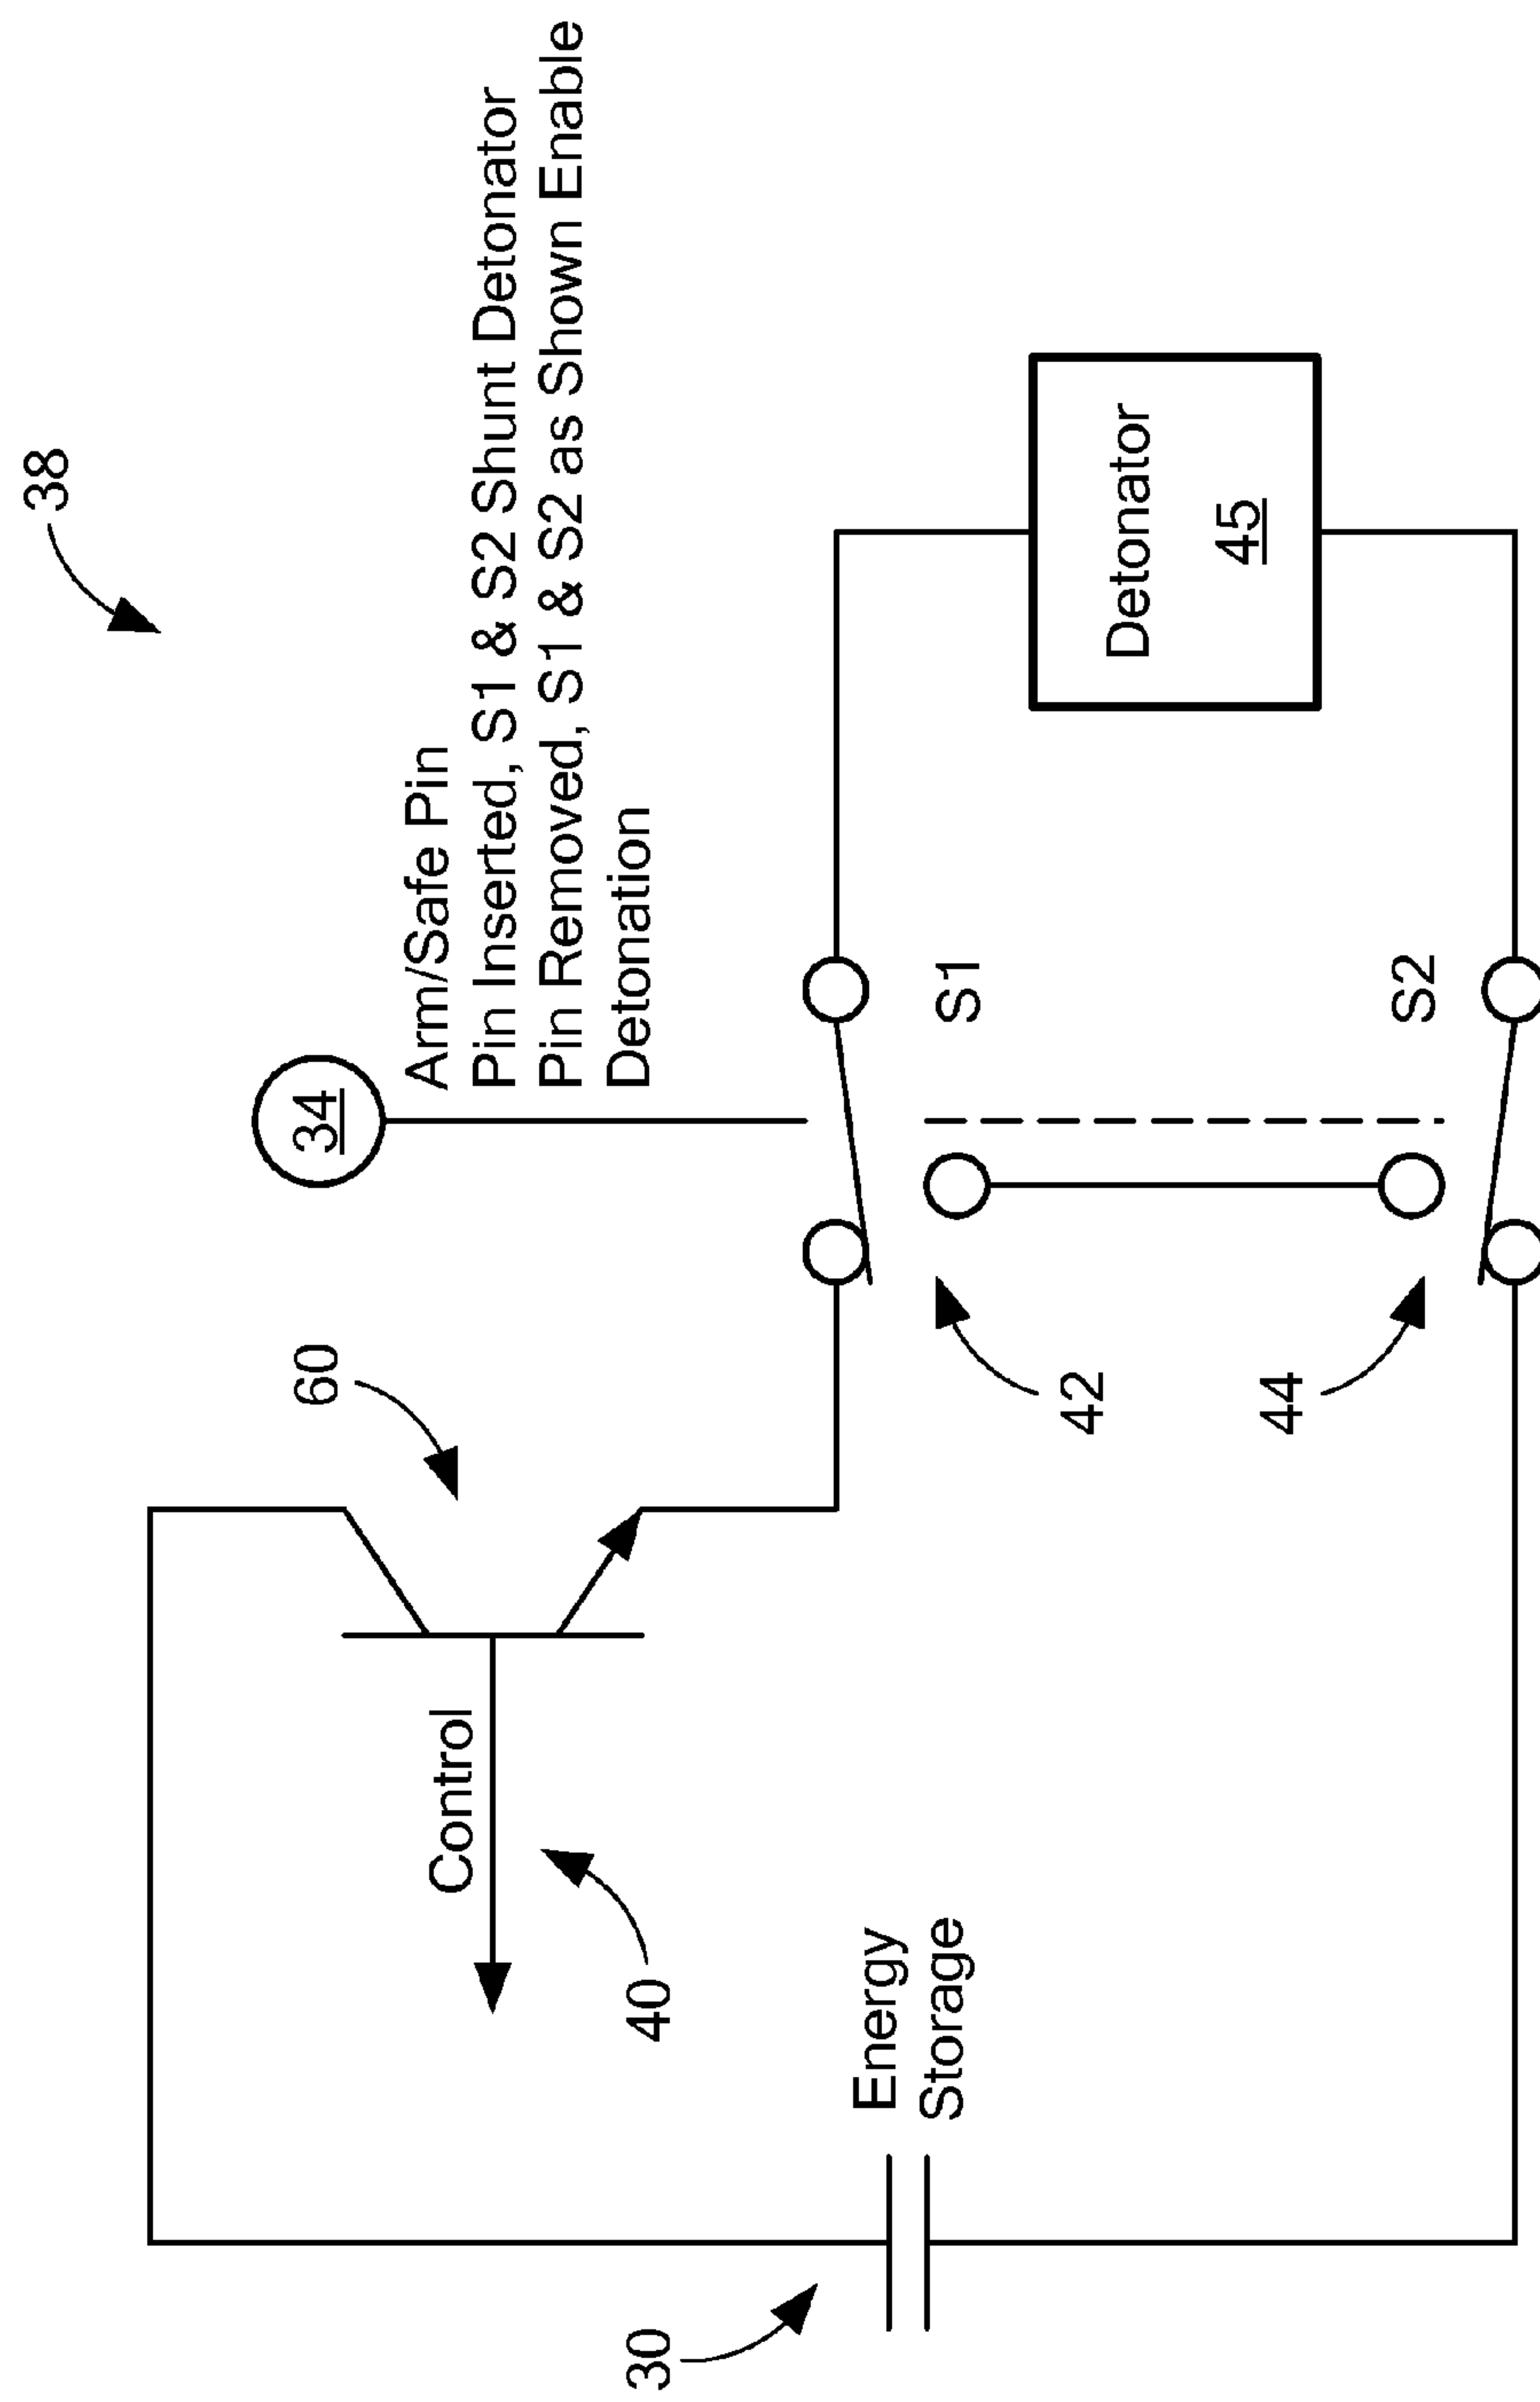 38
34
Arm/Safe Pin
Pin Inserted, S1 & S2 Shunt Detonator
Pin Removed, S1 & S2 as Shown Enable
Detonation
60
Control
40
S1
42
Detonator
45
30
Energy
Storage
44
S2